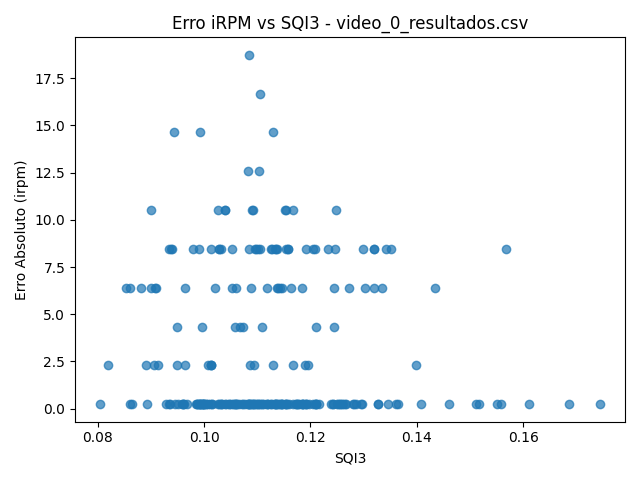 Erro iRPM vs SQI3 - video_0_resultados.csv
Erro Absoluto (irpm)
17.5
15.0
12.5
10.0
7.5
5.0
2.5
0.0
0.08 0.10 0.12 0.14 0.16
SQI3